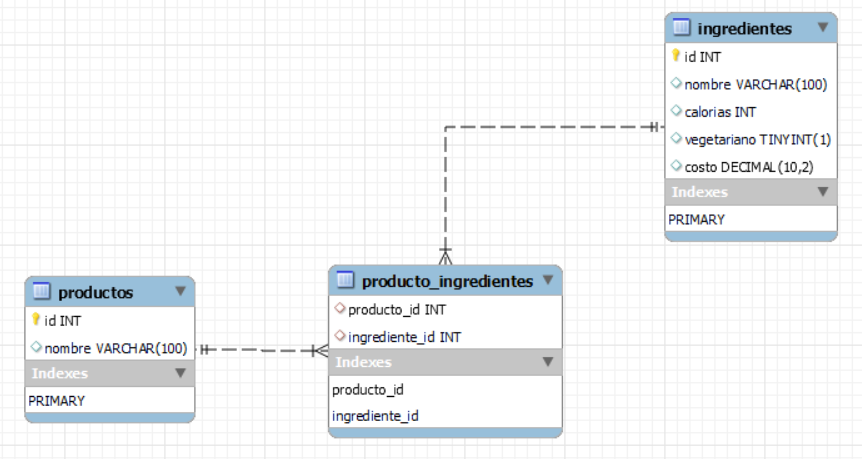 ingredientes
id INT
nombre VARCHAR(100)
calorias INT
vegetariano TINYINT(1)
costo DECIMAL(10,2)
Indexes
PRIMARY
productos
id INT
nombre VARCHAR(100)
Indexes
PRIMARY
producto_ingredientes
producto_id INT
ingrediente_id INT
Indexes
producto_id
ingrediente_id